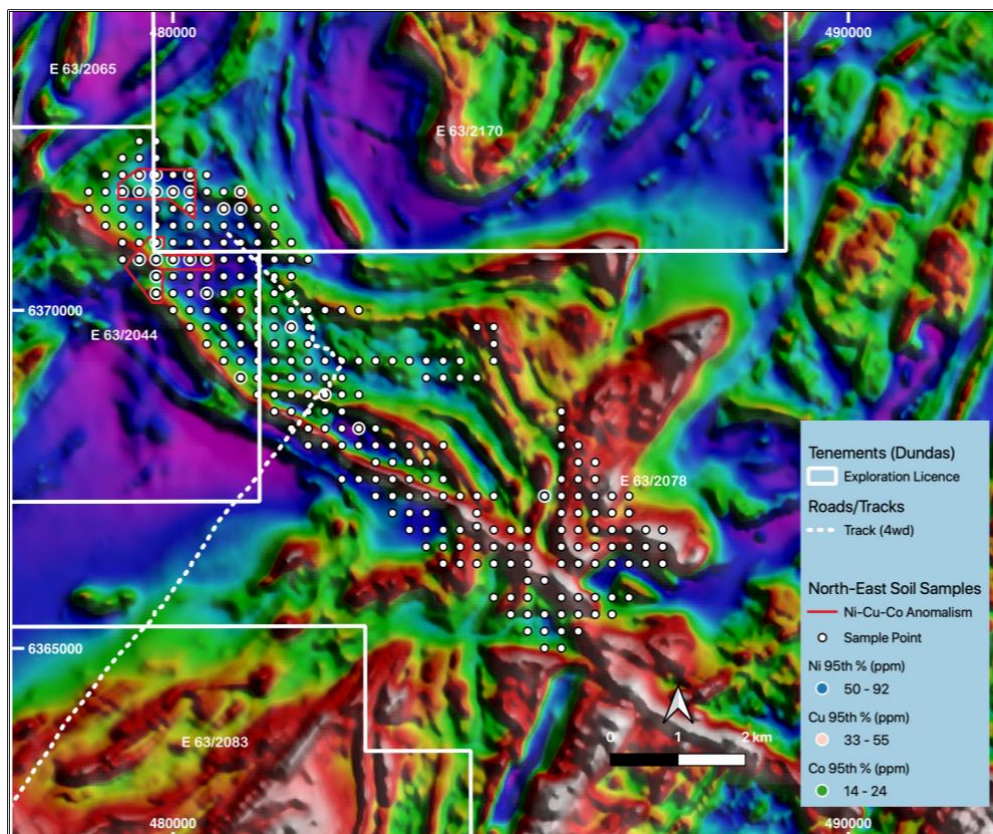 480000
490000
E 63/2065
E 63/2170
6370000
E 63/2044
E 63/2078
6365000
E 63/2083
0 1 2 km
480000
490000
Tenements (Dundas)
Exploration Licence
Roads/Tracks
Track (4wd)
North-East Soil Samples
Ni-Cu-Co Anomalism
Sample Point
Ni 95th % (ppm)
50 - 92
Cu 95th % (ppm)
33 - 55
Co 95th % (ppm)
14 - 24